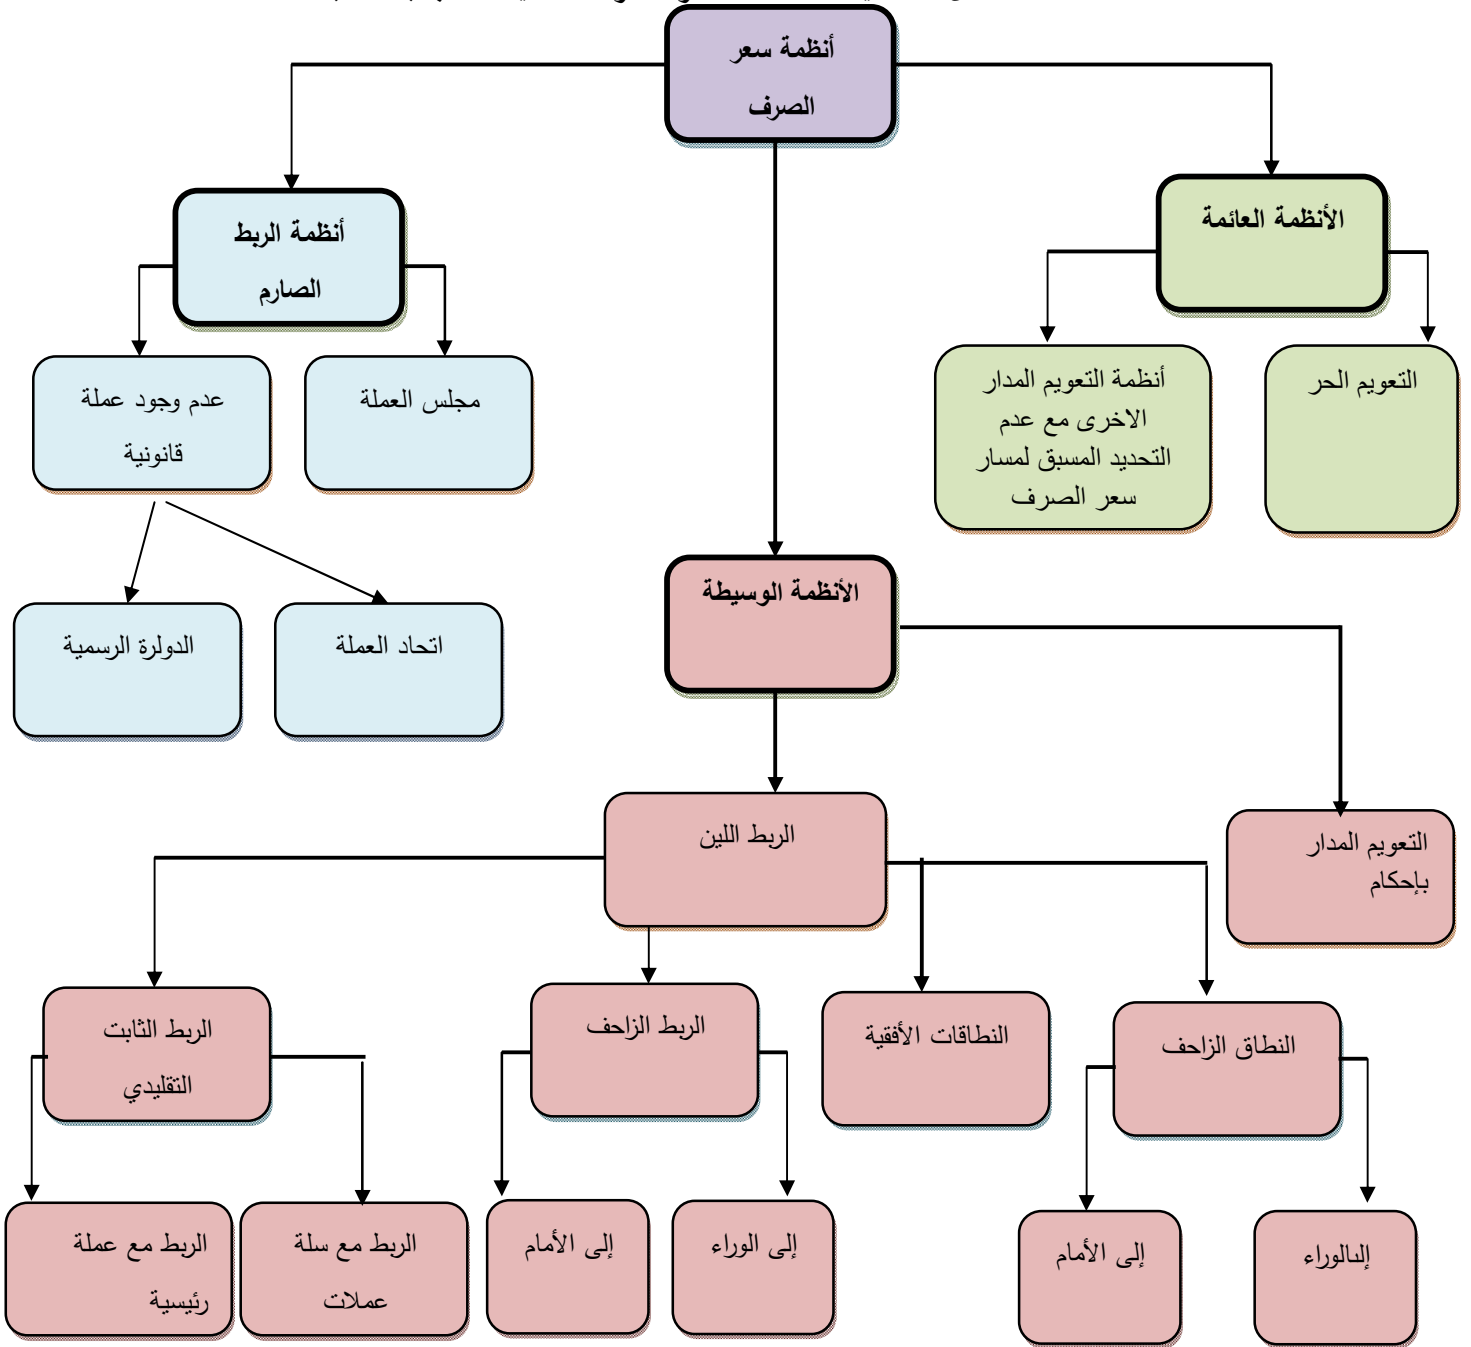 أنظمة سعر
الصرف
الأنظمة العائمة
أنظمة الربط
الصارم
التعويم الحر
أنظمة التعويم المدار
الاخرى مع عدم
التحديد المسبق لمسار
سعر الصرف
مجلس العملة
عدم وجود عملة
قانونية
الأنظمة الوسيطة
اتحاد العملة
الدولرة الرسمية
الربط اللين
التعويم المدار
بإحكام
النطاق الزاحف
النطاقات الأفقية
الربط الزاحف
الربط الثابت
التقليدي
إلىالوراء
إلى الأمام
إلى الوراء
إلى الأمام
الربط مع سلة
عملات
الربط مع عملة
رئيسية